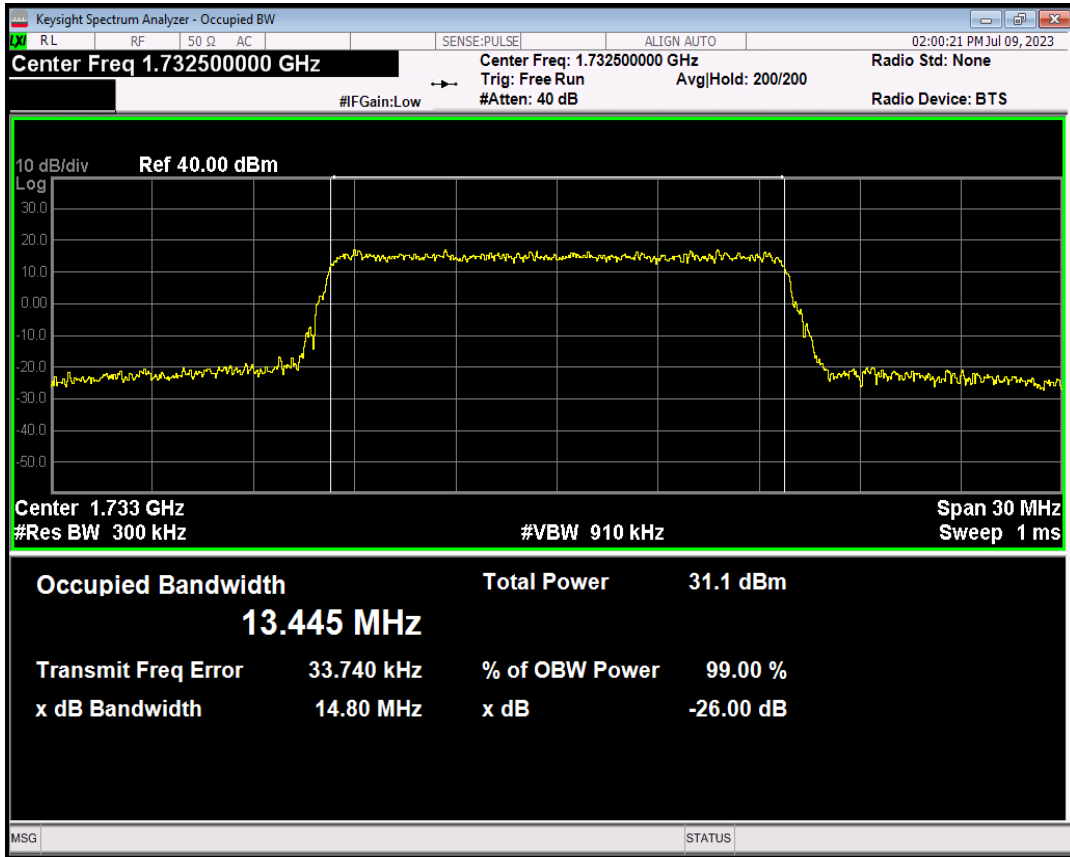 Keysight Spectrum Analyzer - Occupied BW
LXI RL RF 50 Ω AC SENSE:PULSE ALIGN AUTO 02:00:21 PM Jul 09, 2023
Center Freq 1.732500000 GHz Center Freq: 1.732500000 GHz Radio Std: None
Trig: Free Run Avg|Hold: 200/200
#IFGain:Low #Atten: 40 dB Radio Device: BTS
10 dB/div Ref 40.00 dBm
Log
30.0
20.0
10.0
0.00
-10.0
-20.0
-30.0
-40.0
-50.0
Center 1.733 GHz Span 30 MHz
#Res BW 300 kHz #VBW 910 kHz Sweep 1 ms
Occupied Bandwidth Total Power 31.1 dBm
13.445 MHz
Transmit Freq Error 33.740 kHz % of OBW Power 99.00 %
x dB Bandwidth 14.80 MHz x dB -26.00 dB
MSG STATUS